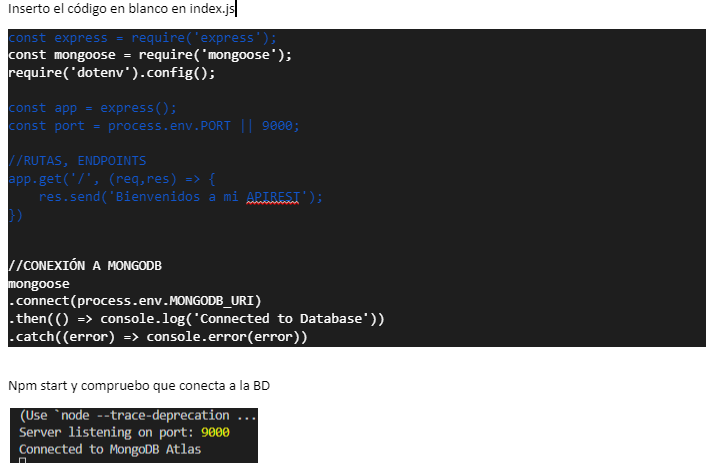 Inserto el código en blanco en index.js
const express = require('express');
const mongoose = require('mongoose');
require('dotenv').config();
const app = express();
const port = process.env.PORT || 9000;
//RUTAS, ENDPOINTS
app.get('/', (req,res) => {
res.send('Bienvenidos a mi APIREST');
})
//CONEXIÓN A MONGODB
mongoose
.connect(process.env.MONGODB_URI)
.then(() => console.log('Connected to Database'))
.catch((error) => console.error(error))
Npm start y compruebo que conecta a la BD
(Use `node --trace-deprecation ...
Server listening on port: 9000
Connected to MongoDB Atlas